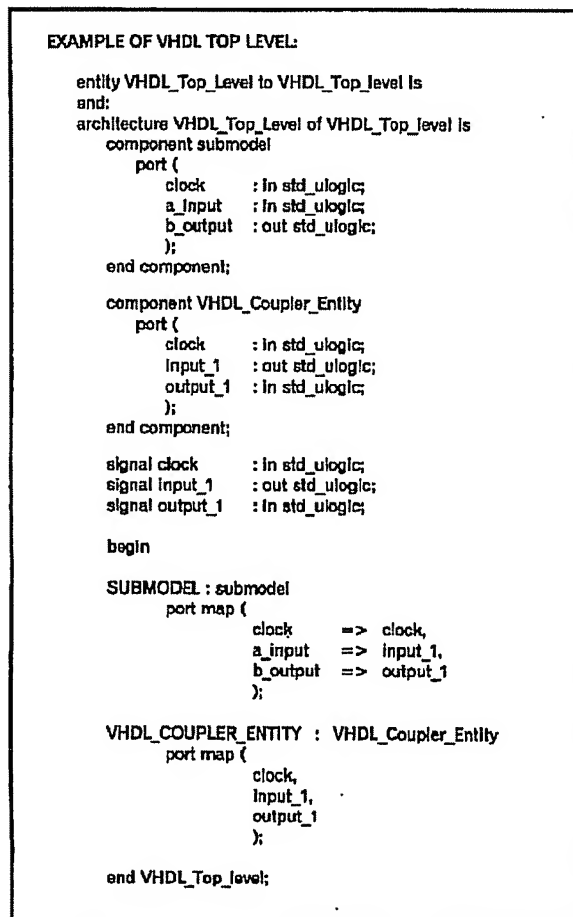 EXAMPLE OF VHDL TOP LEVEL:
entity VHDL_Top_Level to VHDL_Top_level is
end;
architecture VHDL_Top_Level of VHDL_Top_level is
component submodel
port (
clock : in std_ulogic;
a_input : in std_ulogic;
b_output : out std_ulogic;
);
end component;
component VHDL_Coupler_Entity
port (
clock : in std_ulogic;
input_1 : out std_ulogic;
output_1 : in std_ulogic;
);
end component;
signal clock : in std_ulogic;
signal input_1 : out std_ulogic;
signal output_1 : in std_ulogic;
begin
SUBMODEL : submodel
port map (
clock => clock,
a_input => input_1,
b_output => output_1
);
VHDL_COUPLER_ENTITY : VHDL_Coupler_Entity
port map (
clock,
input_1,
output_1
);
end VHDL_Top_level;